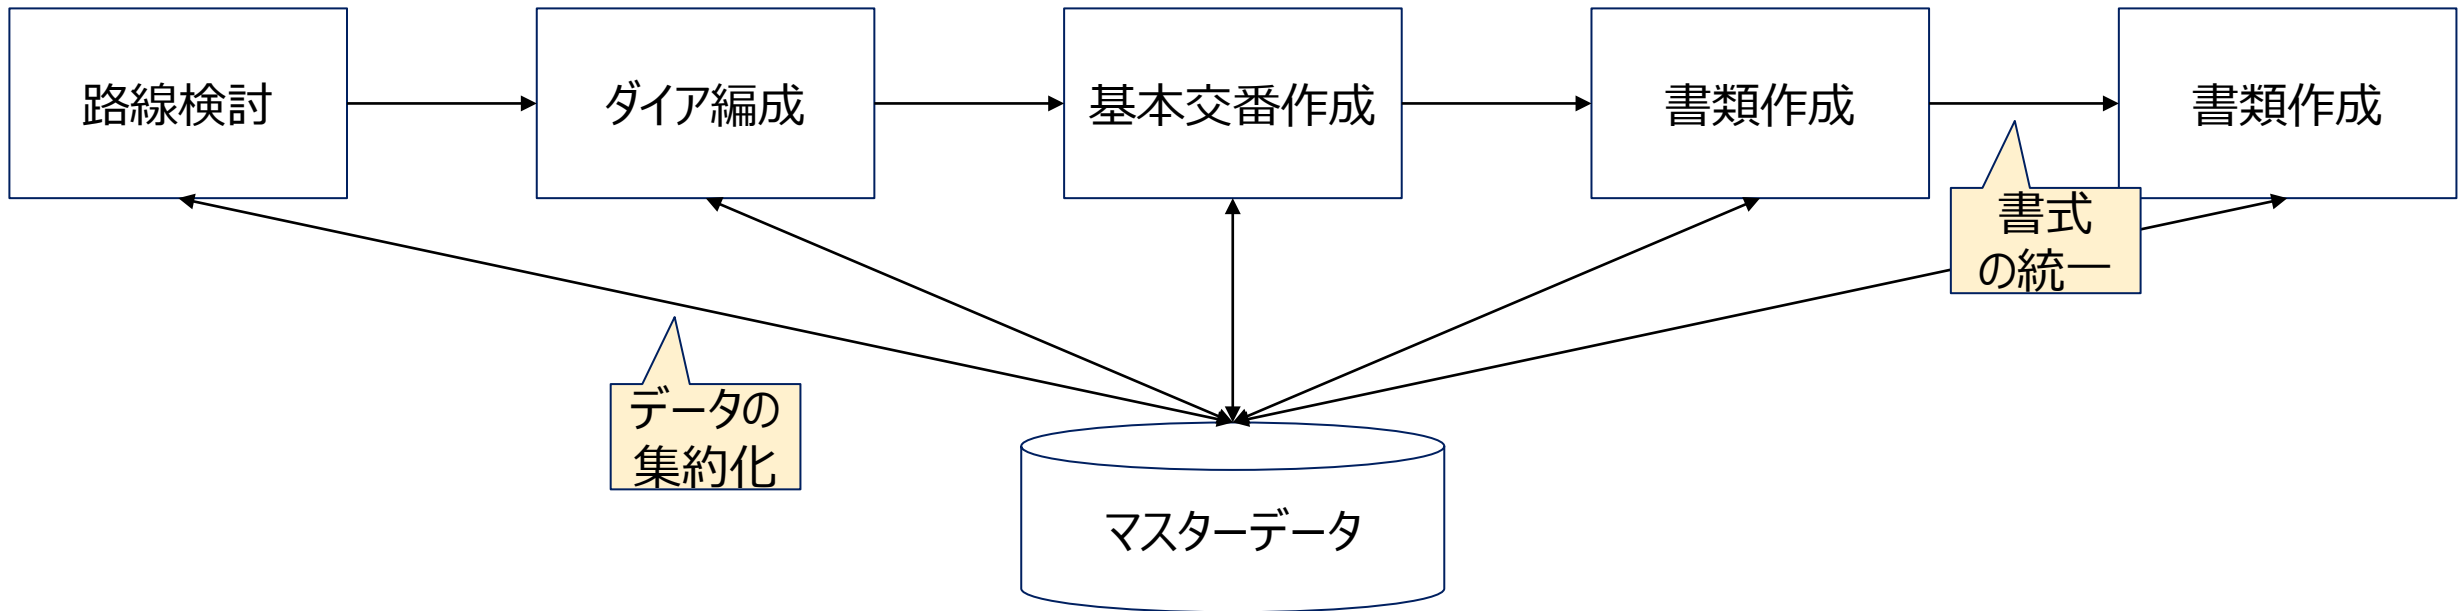 路線検討
ダイア編成
基本交番作成
書類作成
書類作成
書式
の統一
データの
集約化
マスターデータ